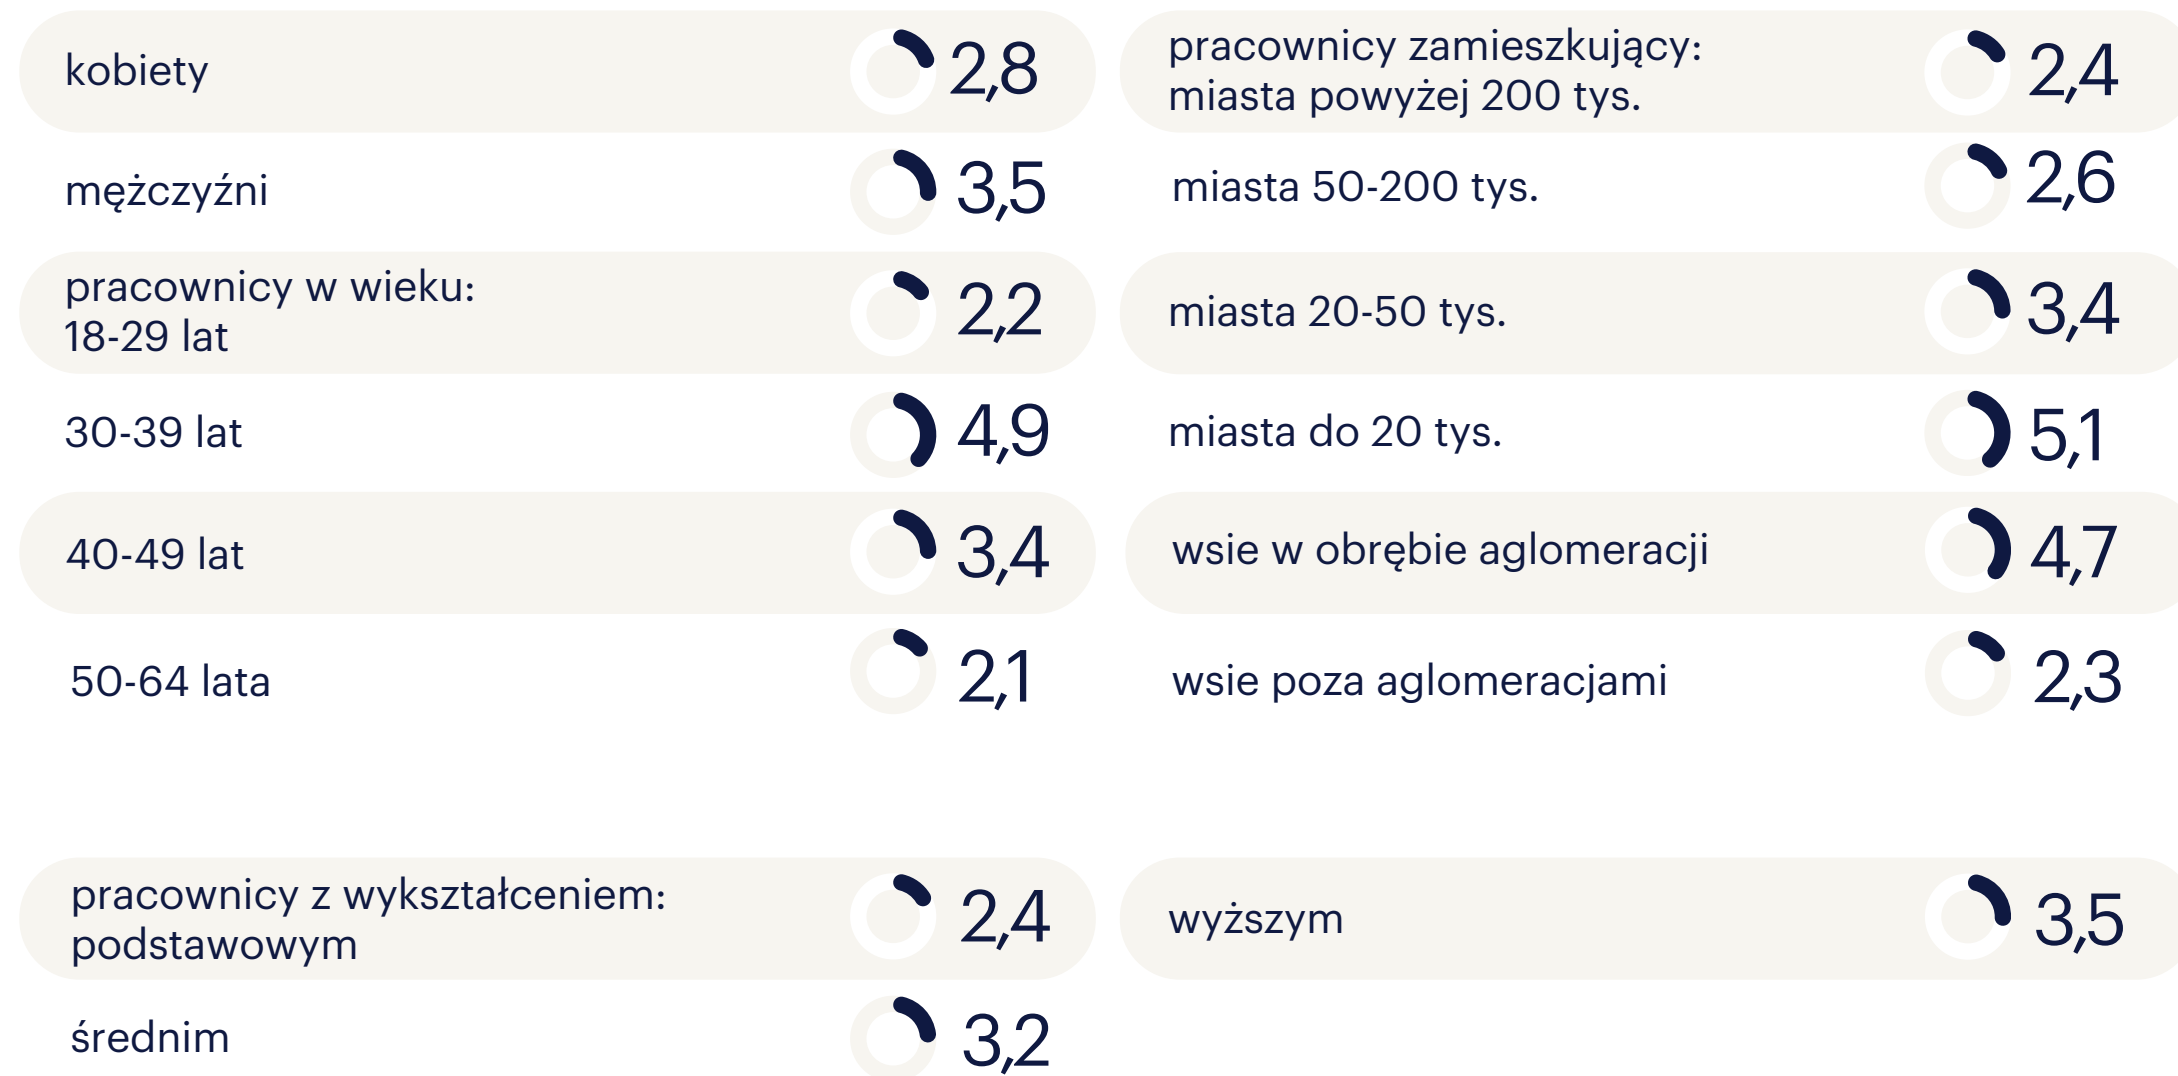 kobiety
2,8
mężczyźni
3,5
pracownicy w wieku:
18-29 lat
2,2
30-39 lat
4,9
40-49 lat
3,4
50-64 lata
2,1
pracownicy zamieszkujący:
miasta powyżej 200 tys.
2,4
miasta 50-200 tys.
2,6
miasta 20-50 tys.
3,4
miasta do 20 tys.
5,1
wsie w obrębie aglomeracji
4,7
wsie poza aglomeracjami
2,3
pracownicy z wykształceniem:
podstawowym
2,4
średnim
3,2
wyższym
3,5